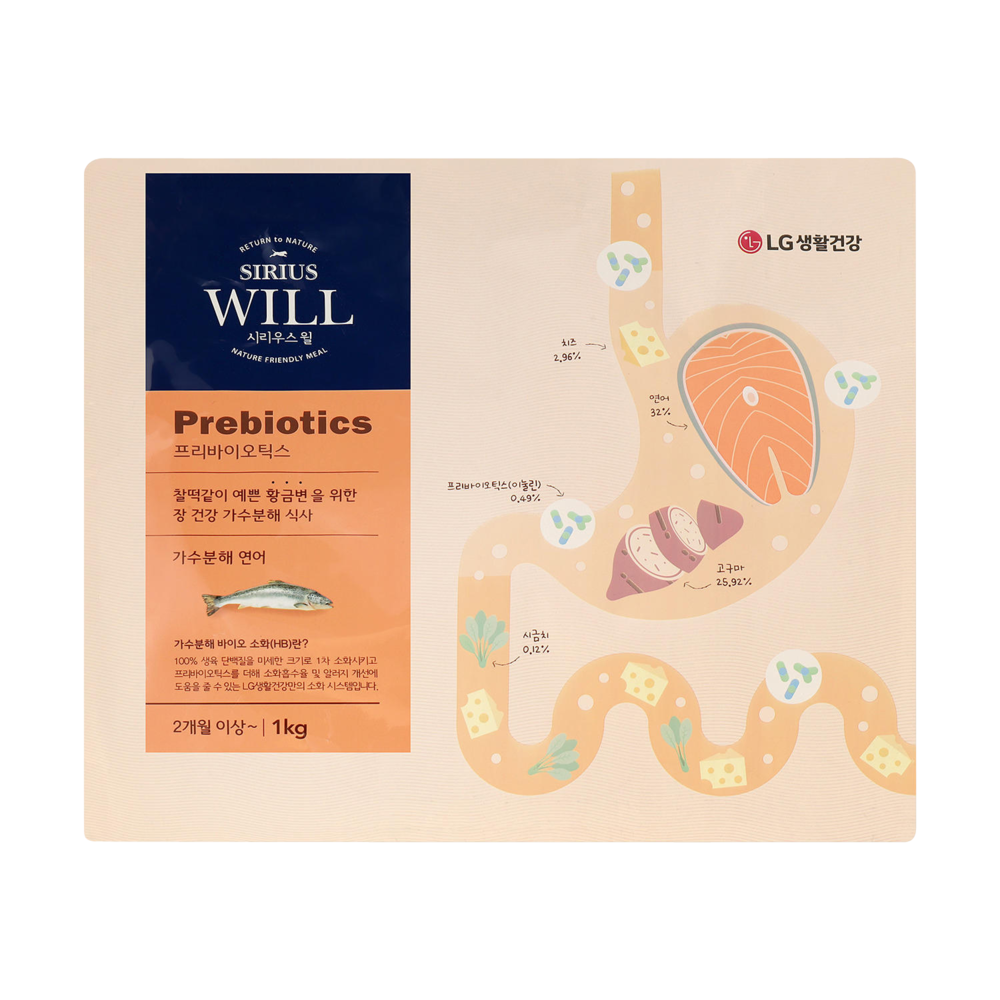 RETURN to NATURE
SIRIUS
WILL
시리우스 윌
NATURE FRIENDLY MEAL
Prebiotics
프리바이오틱스
찰떡같이 예쁜 황금변을 위한
장 건강 가수분해 식사
가수분해 연어
가수분해 바이오 소화(HB)란?
100% 생육 단백질을 미세한 크기로 1차 소화시키고
프리바이오틱스를 더해 소화흡수율 및 알러지 개선에
도움을 줄 수 있는 LG생활건강만의 소화 시스템입니다.
2개월 이상~ | 1kg
LG생활건강
치즈
2.96%
연어
32%
프리바이오틱스(이눌린)
0.49%
고구마
25.92%
시금치
0.12%